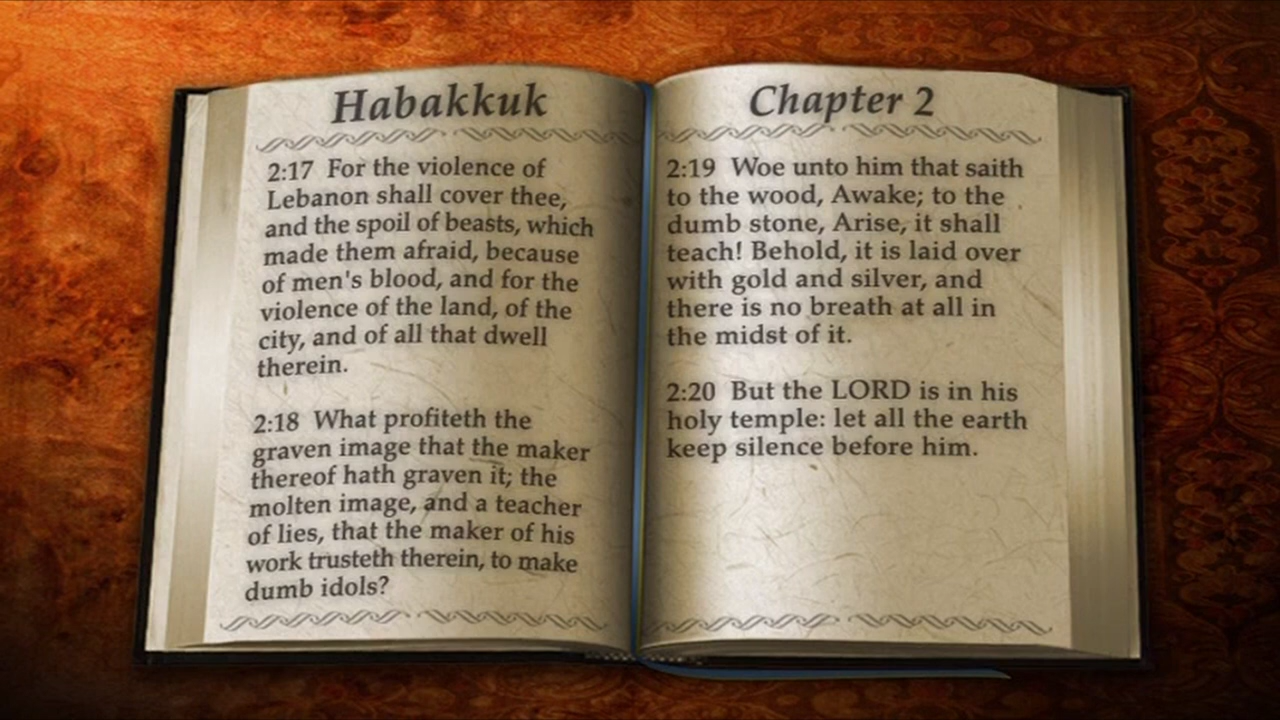 Habakkuk
2:17 For the violence of
Lebanon shall cover thee,
and the spoil of beasts, which
made them afraid, because
of men's blood, and for the
violence of the land, of the
city, and of all that dwell
therein.
2:18 What profiteth the
graven image that the maker
thereof hath graven it; the
molten image, and a teacher
of lies, that the maker of his
work trusteth therein, to make
dumb idols?
Chapter 2
2:19 Woe unto him that saith
to the wood, Awake; to the
dumb stone, Arise, it shall
teach! Behold, it is laid over
with gold and silver, and
there is no breath at all in
the midst of it.
2:20 But the LORD is in his
holy temple: let all the earth
keep silence before him.